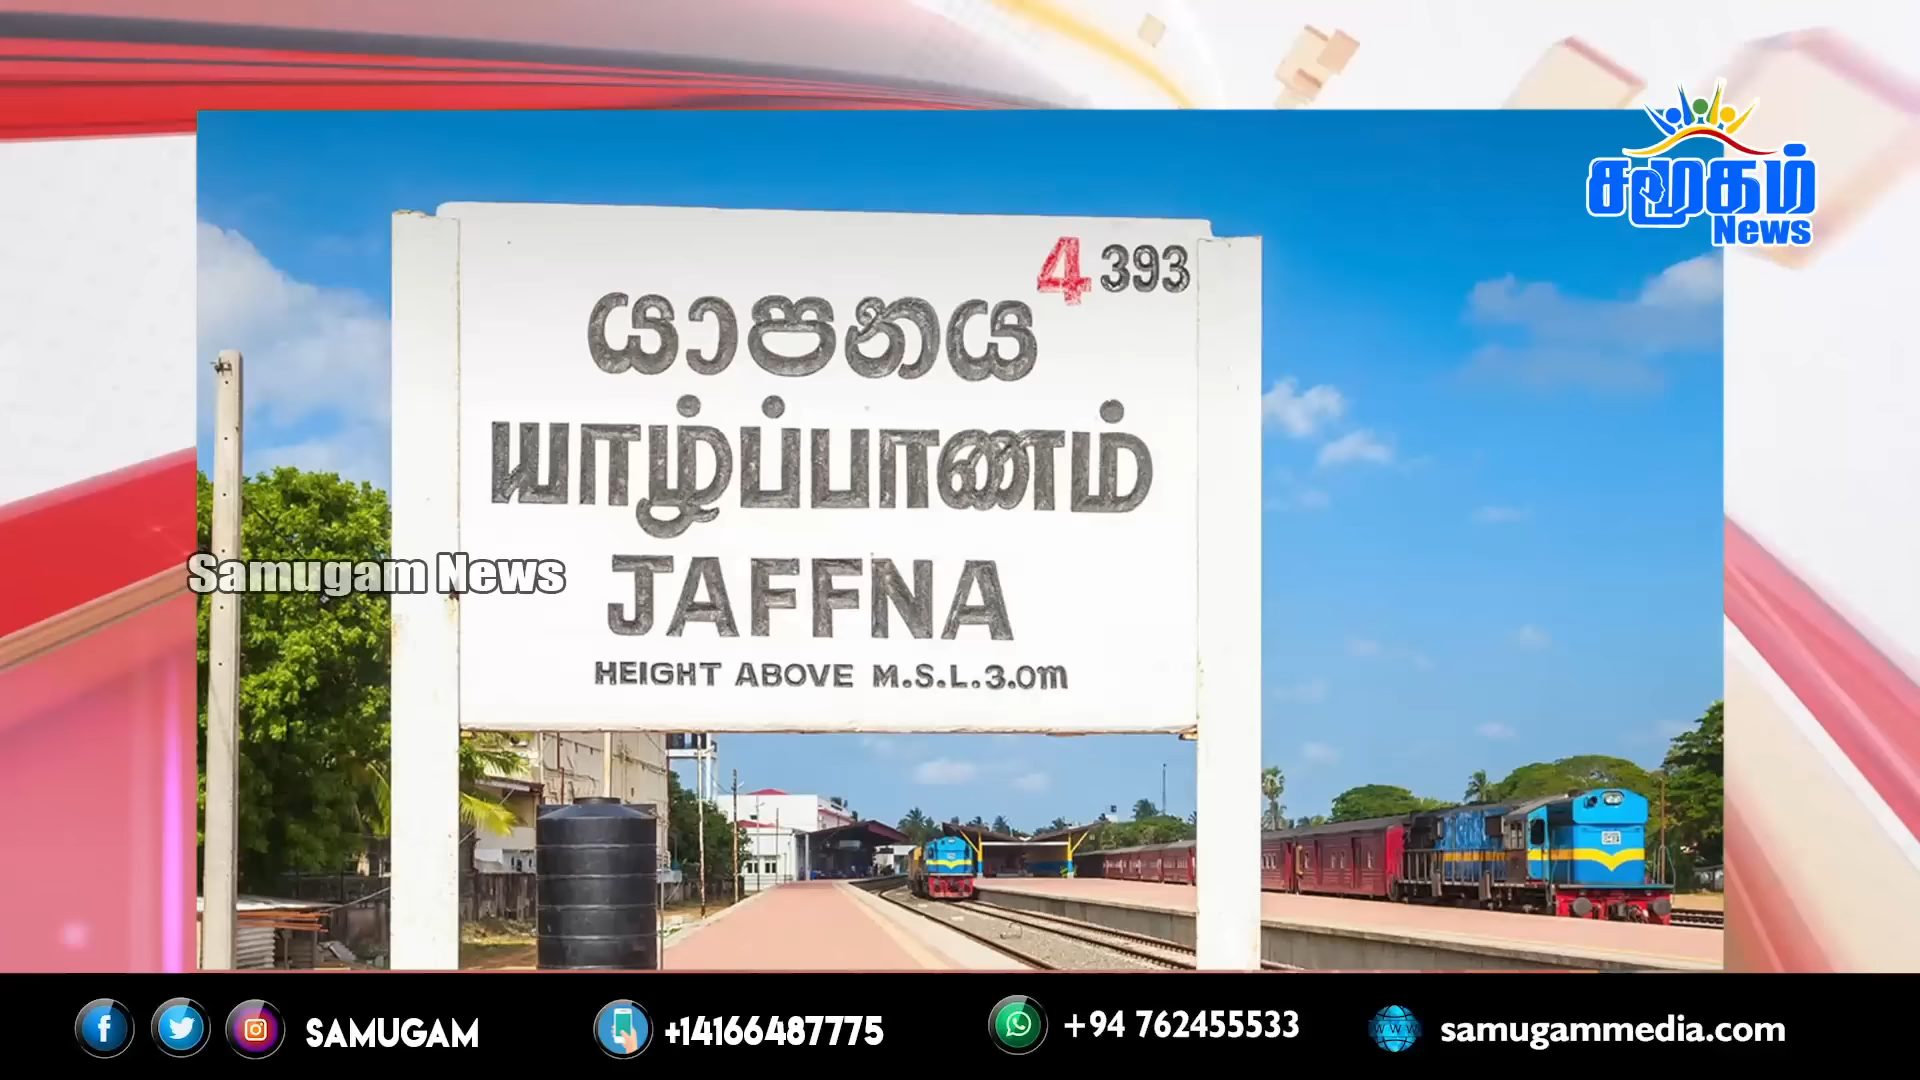 சமூகம்
News
4 393
යාපනය
யாழ்ப்பாணம்
JAFFNA
HEIGHT ABOVE M.S.L.3.0m
Samugam News
SAMUGAM
+14166487775
+94 762455533
samugammedia.com